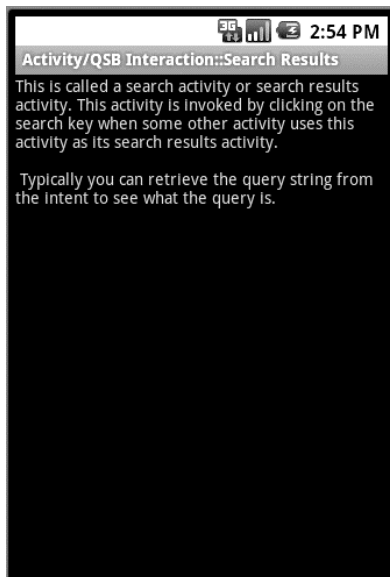 3G 2:54 PM
Activity/QSB Interaction::Search Results
This is called a search activity or search results
activity. This activity is invoked by clicking on the
search key when some other activity uses this
activity as its search results activity.
Typically you can retrieve the query string from
the intent to see what the query is.